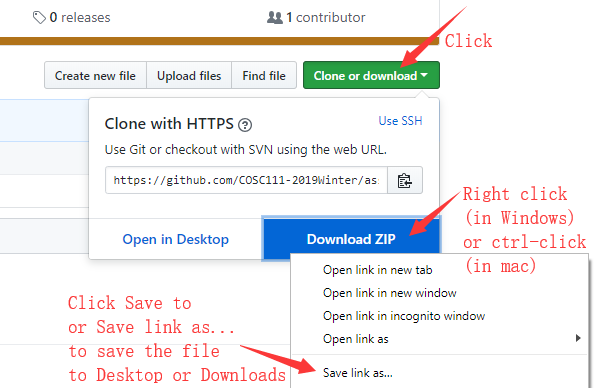 0 releases
1 contributor
Click
Create new file
Upload files
Find file
Clone or download
Clone with HTTPS
Use SSH
Use Git or checkout with SVN using the web URL.
https://github.com/COSC111-2019Winter/as
Open in Desktop
Download ZIP
Right click
(in Windows)
or ctrl-click
(in mac)
Open link in new tab
Open link in new window
Open link in incognito window
Open link as
Save link as...
Click Save to
or Save link as...
to save the file
to Desktop or Downloads